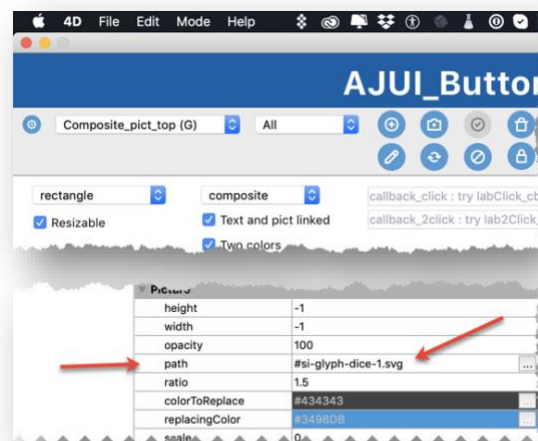 4D File Edit Mode Help
AJUI_Button
Composite_pict_top (G) All
rectangle composite callback_click : try labClick_cb
Resizable Text and pict linked callback_2click : try lab2Click_
Two colors
Picture
height -1
width -1
opacity 100
path #si-glyph-dice-1.svg ...
ratio 1.5
colorToReplace #434343 ...
replacingColor #3498DB ...
scale 0